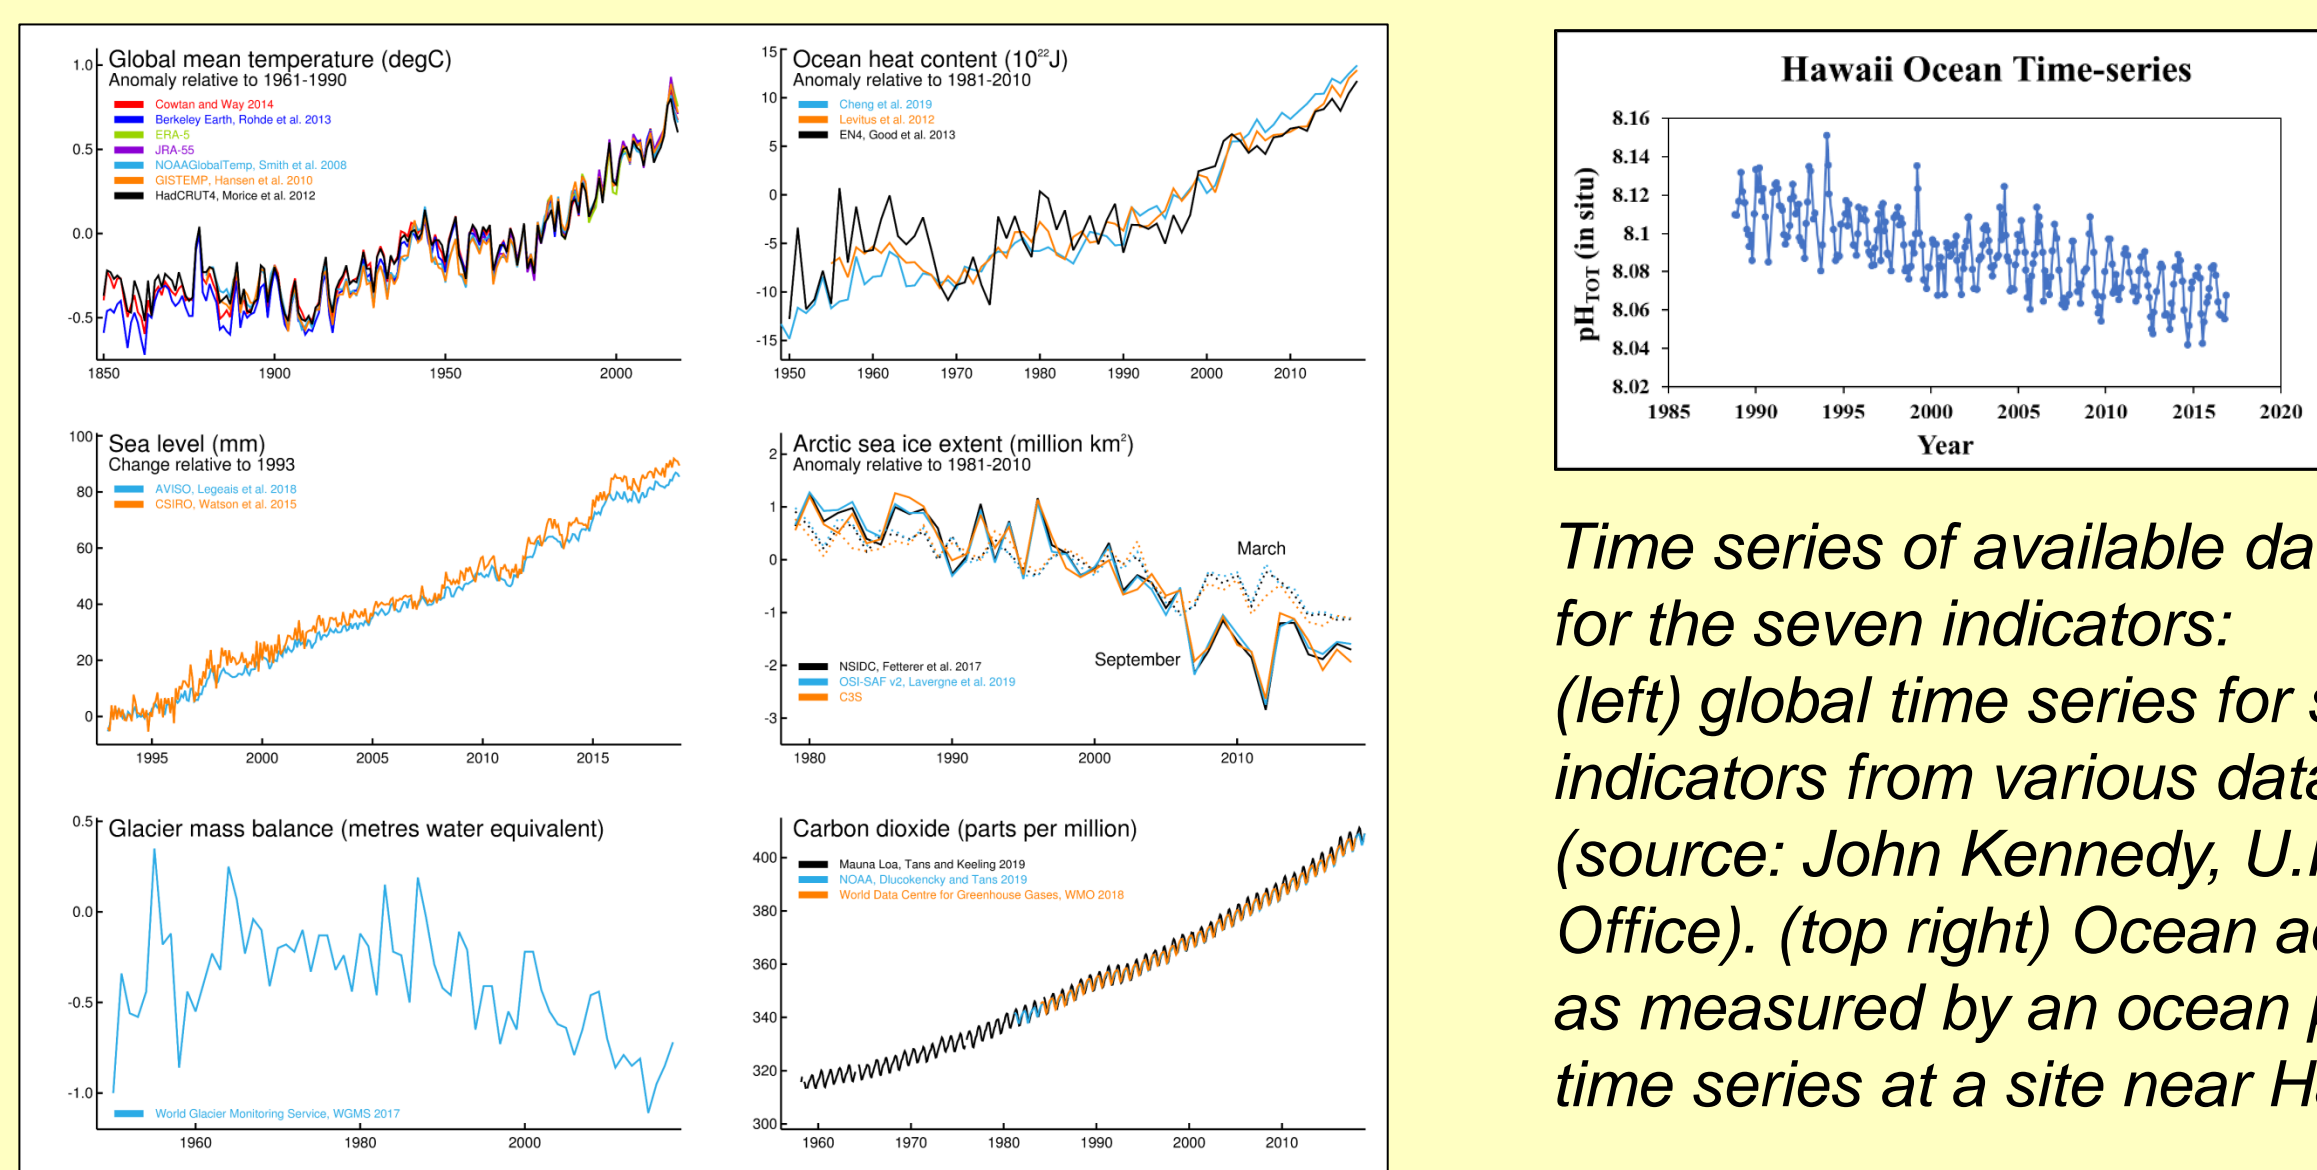 Global mean temperature (degC)
Anomaly relative to 1961-1990
1.0
0.5
0.0
-0.5
Cowtan and Way 2014
Berkeley Earth, Rohde et al. 2013
ERA-5
JRA-55
NOAAGlobalTemp, Smith et al. 2008
GISTEMP, Hansen et al. 2010
HadCRUT4, Morice et al. 2012
1850 1900 1950 2000
Ocean heat content (10²²J)
Anomaly relative to 1981-2010
15
10
5
0
-5
-10
-15
Cheng et al. 2019
Levitus et al. 2012
EN4, Good et al. 2013
1950 1960 1970 1980 1990 2000 2010
Sea level (mm)
Change relative to 1993
100
80
60
40
20
0
AVISO, Legeais et al. 2018
CSIRO, Watson et al. 2015
1995 2000 2005 2010 2015
Arctic sea ice extent (million km²)
Anomaly relative to 1981-2010
2
1
0
-1
-2
-3
March
September
NSIDC, Fetterer et al. 2017
OSI-SAF v2, Lavergne et al. 2019
C3S
1980 1990 2000 2010
Glacier mass balance (metres water equivalent)
0.5
0.0
-0.5
-1.0
World Glacier Monitoring Service, WGMS 2017
1960 1980 2000
Carbon dioxide (parts per million)
400
380
360
340
320
300
Mauna Loa, Tans and Keeling 2019
NOAA, Dlucokencky and Tans 2019
World Data Centre for Greenhouse Gases, WMO 2018
1960 1970 1980 1990 2000 2010
Hawaii Ocean Time-series
pHTOT (in situ)
8.16
8.14
8.12
8.1
8.08
8.06
8.04
8.02
1985 1990 1995 2000 2005 2010 2015 2020
Year
Time series of available da
for the seven indicators:
(left) global time series for s
indicators from various data
(source: John Kennedy, U.
Office). (top right) Ocean a
as measured by an ocean p
time series at a site near Ha